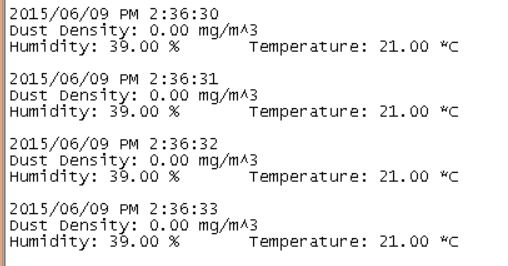 2015/06/09 PM 2:36:30
Dust Density: 0.00 mg/m^3
Humidity: 39.00 % Temperature: 21.00 *C
2015/06/09 PM 2:36:31
Dust Density: 0.00 mg/m^3
Humidity: 39.00 % Temperature: 21.00 *C
2015/06/09 PM 2:36:32
Dust Density: 0.00 mg/m^3
Humidity: 39.00 % Temperature: 21.00 *C
2015/06/09 PM 2:36:33
Dust Density: 0.00 mg/m^3
Humidity: 39.00 % Temperature: 21.00 *C